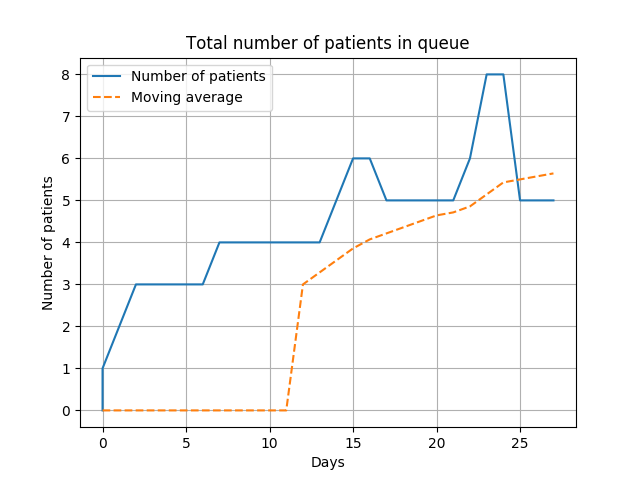 Total number of patients in queue
Number of patients
Moving average
Number of patients
8
7
6
5
4
3
2
1
0
0 5 10 15 20 25
Days